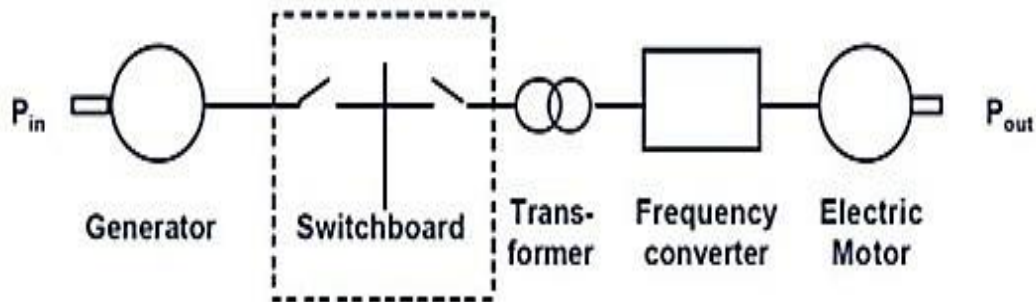 P_in
P_out
Generator
Switchboard
Trans-
former
Frequency
converter
Electric
Motor